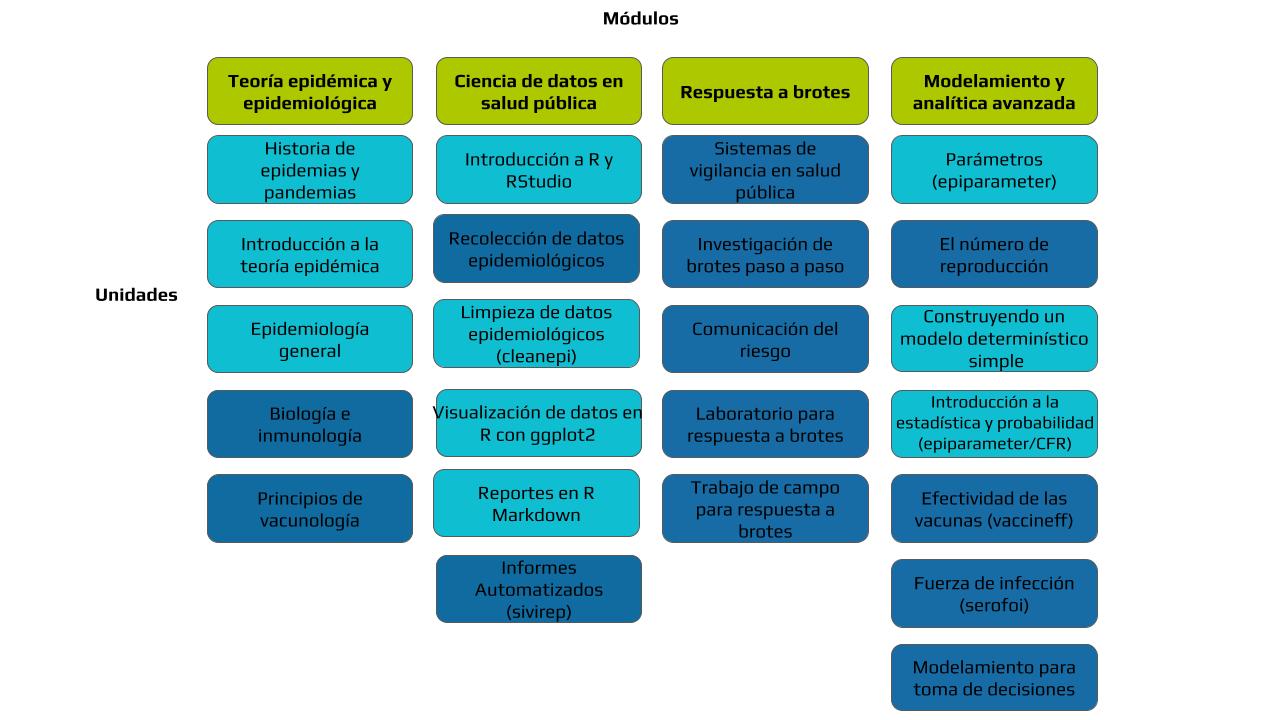 Módulos
Teoría epidémica y
epidemiológica
Historia de
epidemias y
pandemias
Introducción a la
teoría epidémica
Epidemiología
general
Biología e
inmunología
Principios de
vacunología
Ciencia de datos en
salud pública
Introducción a R y
RStudio
Recolección de datos
epidemiológicos
Limpieza de datos
epidemiológicos
(cleanepi)
Visualización de datos en
R con ggplot2
Reportes en R
Markdown
Informes
Automatizados
(sivirep)
Respuesta a brotes
Sistemas de
vigilancia en salud
pública
Investigación de
brotes paso a paso
Comunicación del
riesgo
Laboratorio para
respuesta a brotes
Trabajo de campo
para respuesta a
brotes
Modelamiento y
analítica avanzada
Parámetros
(epiparameter)
El número de
reproducción
Construyendo un
modelo determinístico
simple
Introducción a la
estadística y probabilidad
(epiparameter/CFR)
Efectividad de las
vacunas (vaccineff)
Fuerza de infección
(serofoi)
Modelamiento para
toma de decisiones
Unidades